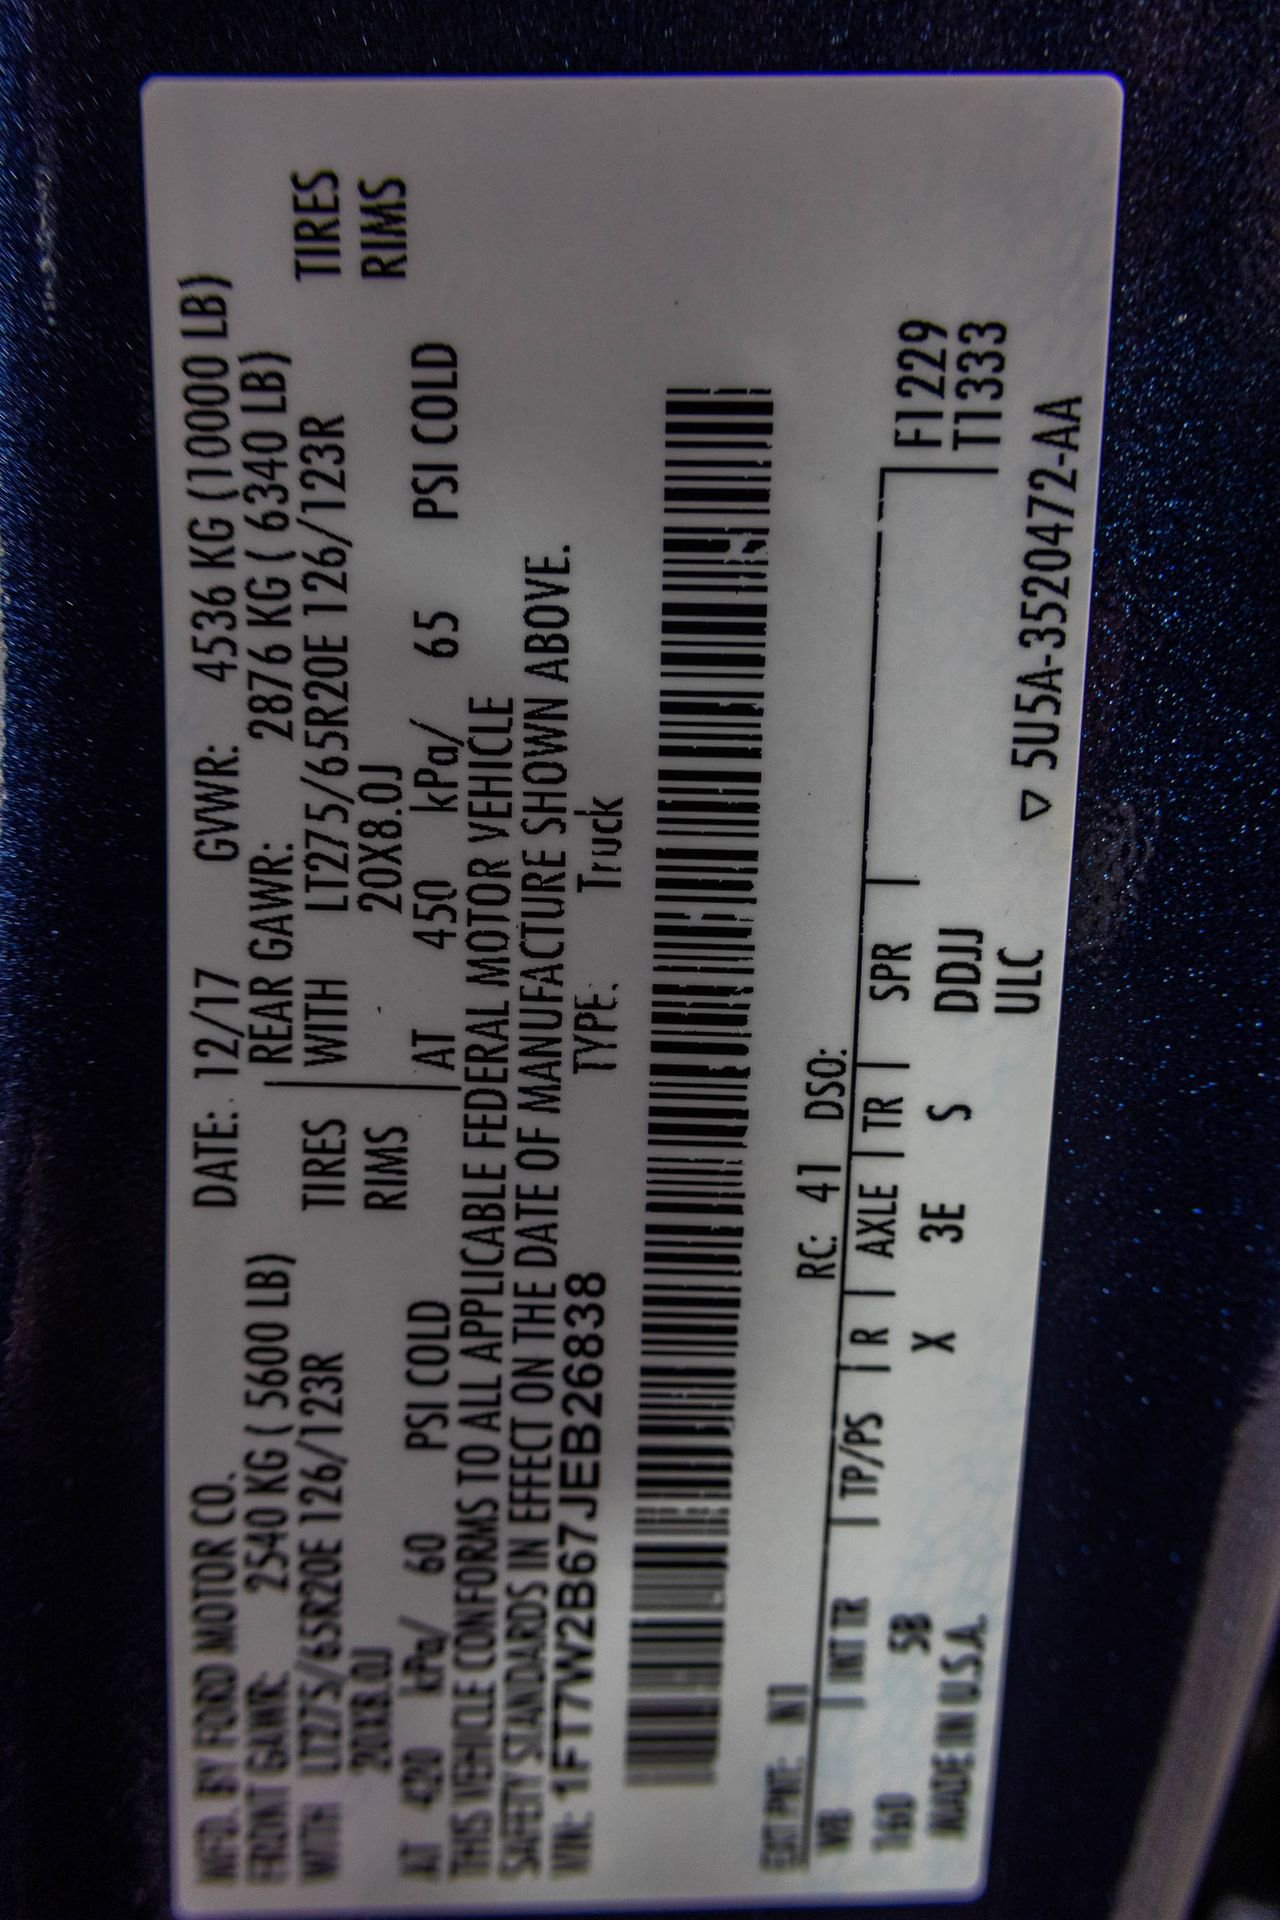 MFD. BY FORD MOTOR CO. DATE: 12/17 GVWR: 4536 KG (10000 LB)
FRONT GAWR: 2540 KG ( 5600 LB) REAR GAWR: 2876 KG ( 6340 LB)
WITH LT275/65R20E 126/123R TIRES WITH LT275/65R20E 126/123R TIRES
20X8.0J RIMS 20X8.0J RIMS
AT 420 kPa/ 60 PSI COLD AT 450 kPa/ 65 PSI COLD
THIS VEHICLE CONFORMS TO ALL APPLICABLE FEDERAL MOTOR VEHICLE
SAFETY STANDARDS IN EFFECT ON THE DATE OF MANUFACTURE SHOWN ABOVE.
VIN: 1FT7W2B67JEB26838 TYPE: Truck
EXT PNT: N1 RC: 41 DSO:
WB INT TR TP/PS R AXLE TR SPR F1229
160 5B X 3E S DDJJ T1333
MADE IN U.S.A. ULC ▽ 5U5A-3520472-AA